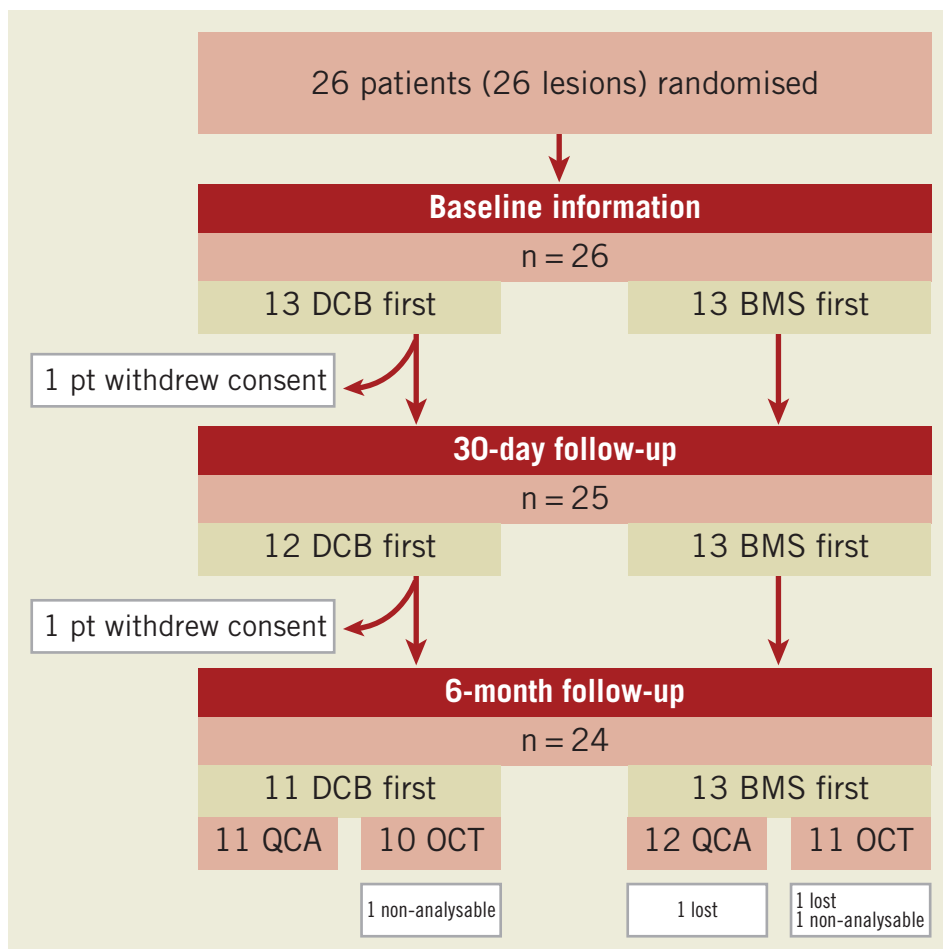 26 patients (26 lesions) randomised
Baseline information
n = 26
13 DCB first
13 BMS first
1 pt withdrew consent
30-day follow-up
n = 25
12 DCB first
13 BMS first
1 pt withdrew consent
6-month follow-up
n = 24
11 DCB first
13 BMS first
11 QCA
10 OCT
12 QCA
11 OCT
1 non-analysable
1 lost
1 lost
1 non-analysable